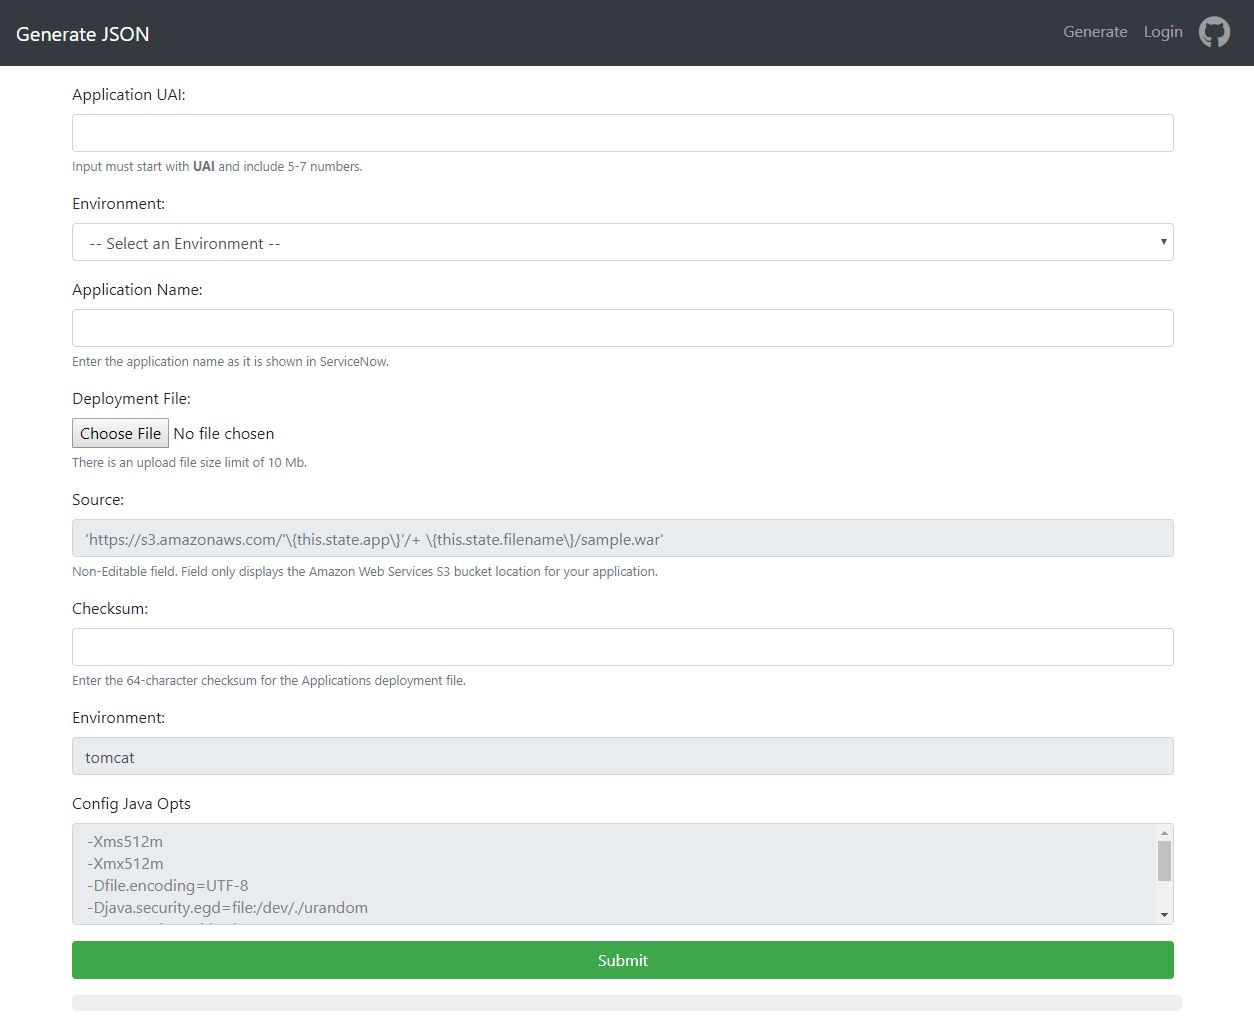 Generate JSON
Generate
Login
Application UAI:
Input must start with UAI and include 5-7 numbers.
Environment:
-- Select an Environment --
Application Name:
Enter the application name as it is shown in ServiceNow.
Deployment File:
Choose File No file chosen
There is an upload file size limit of 10 Mb.
Source:
'https://s3.amazonaws.com/'\{this.state.app\}'/+ \{this.state.filename\}/sample.war'
Non-Editable field. Field only displays the Amazon Web Services S3 bucket location for your application.
Checksum:
Enter the 64-character checksum for the Applications deployment file.
Environment:
tomcat
Config Java Opts
-Xms512m
-Xmx512m
-Dfile.encoding=UTF-8
-Djava.security.egd=file:/dev/./urandom
Submit